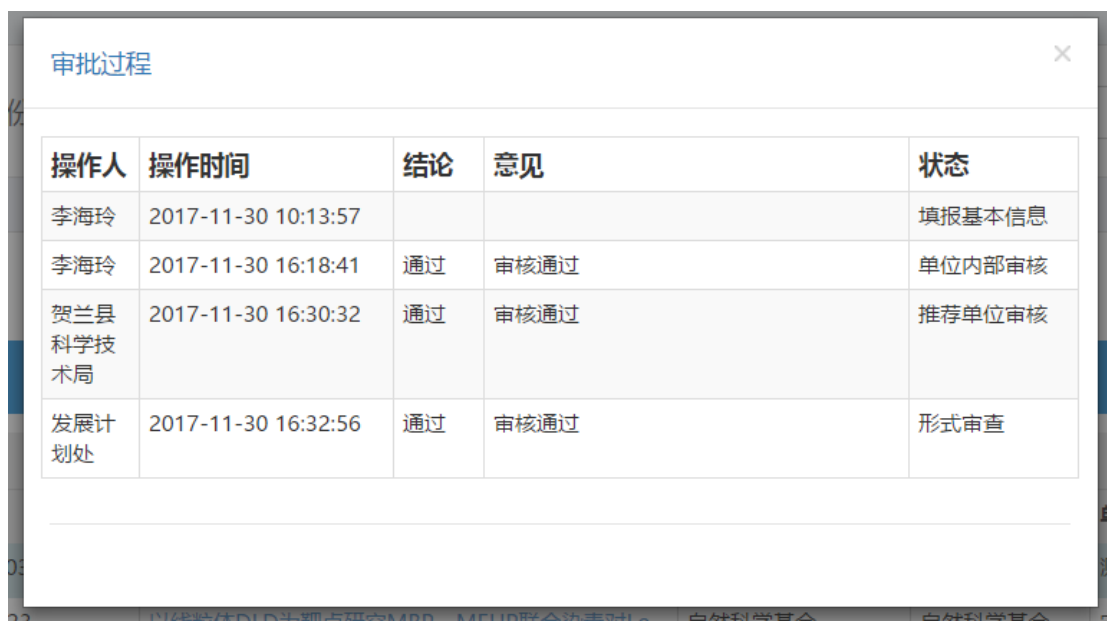 审批过程
×
份
操作人 操作时间 结论 意见 状态
李海玲 2017-11-30 10:13:57 填报基本信息
李海玲 2017-11-30 16:18:41 通过 审核通过 单位内部审核
贺兰县 2017-11-30 16:30:32 通过 审核通过 推荐单位审核
科学技
术局
发展计 2017-11-30 16:32:56 通过 审核通过 形式审查
划处